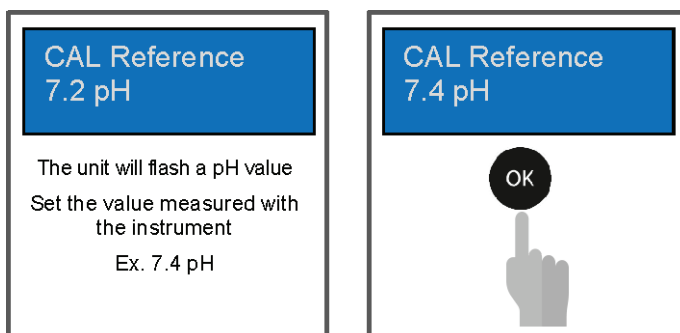 CAL Reference
7.2 pH
The unit will flash a pH value
Set the value measured with
the instrument
Ex. 7.4 pH
CAL Reference
7.4 pH
OK